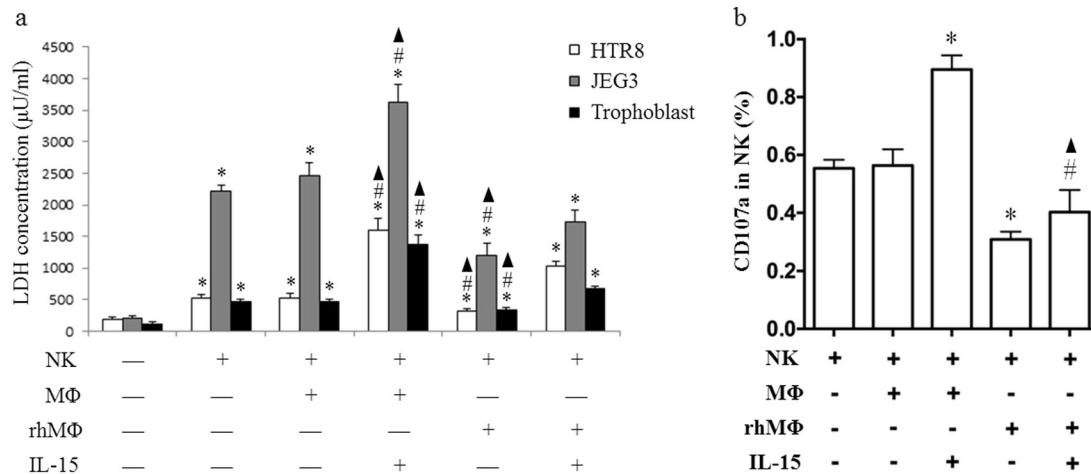 a
LDH concentration (μU/ml)
4500
4000
3500
3000
2500
2000
1500
1000
500
0
HTR8
JEG3
Trophoblast
* * *
* * *
▲ # * ▲ # * ▲ # *
▲ # * ▲ # * ▲ # *
* * *
NK — + + + + +
MΦ — — + + — —
rhMΦ — — — — + +
IL-15 — — — + — +
b
CD107a in NK (%)
1.0
0.8
0.6
0.4
0.2
0.0
*
*
▲
#
NK + + + + +
MΦ - + + - -
rhMΦ - - - + +
IL-15 - - + - +